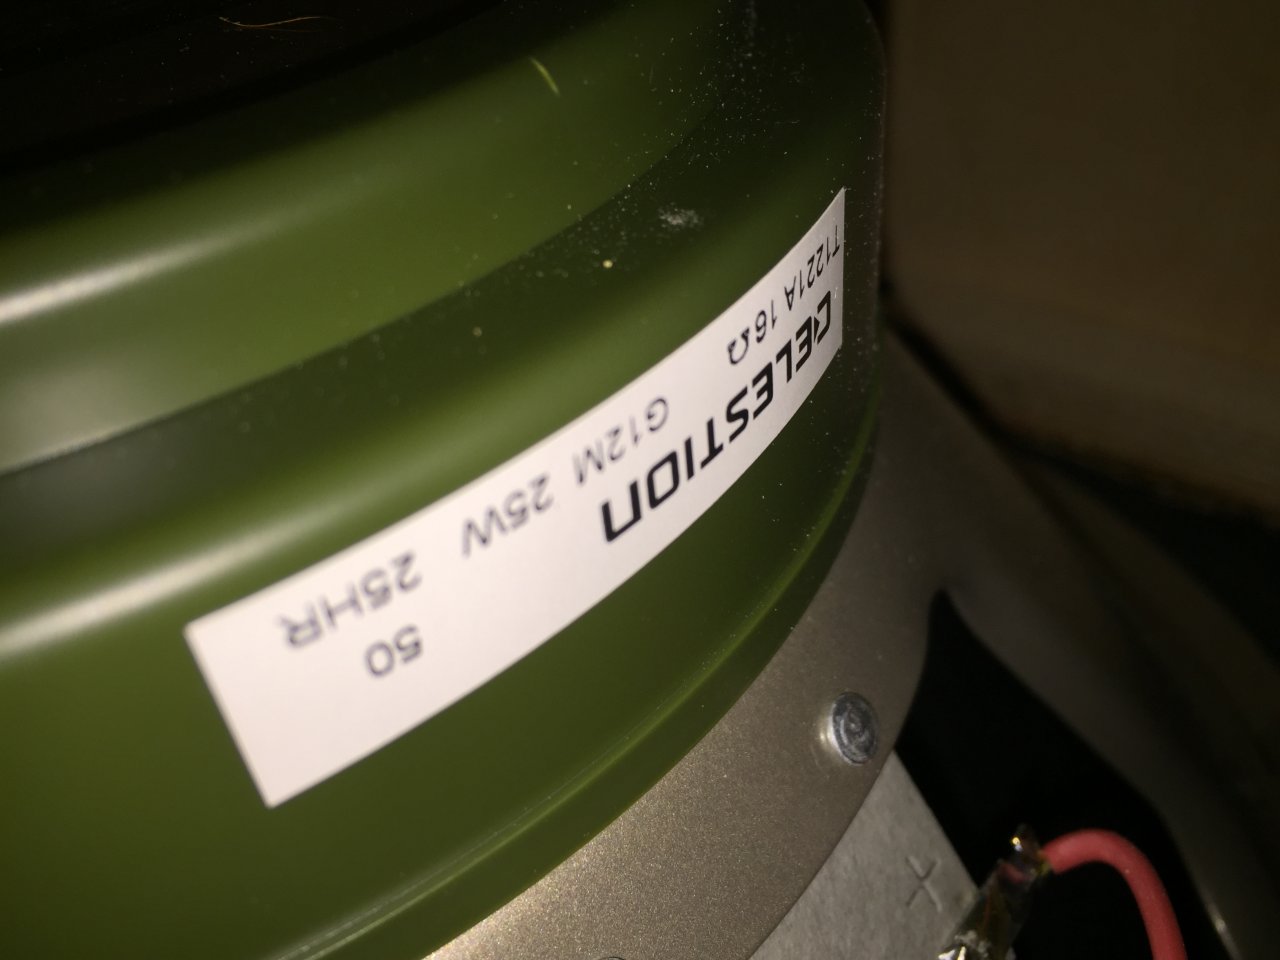 CELESTION 50
T1221A 16Ω G12M 25W 25HR
+